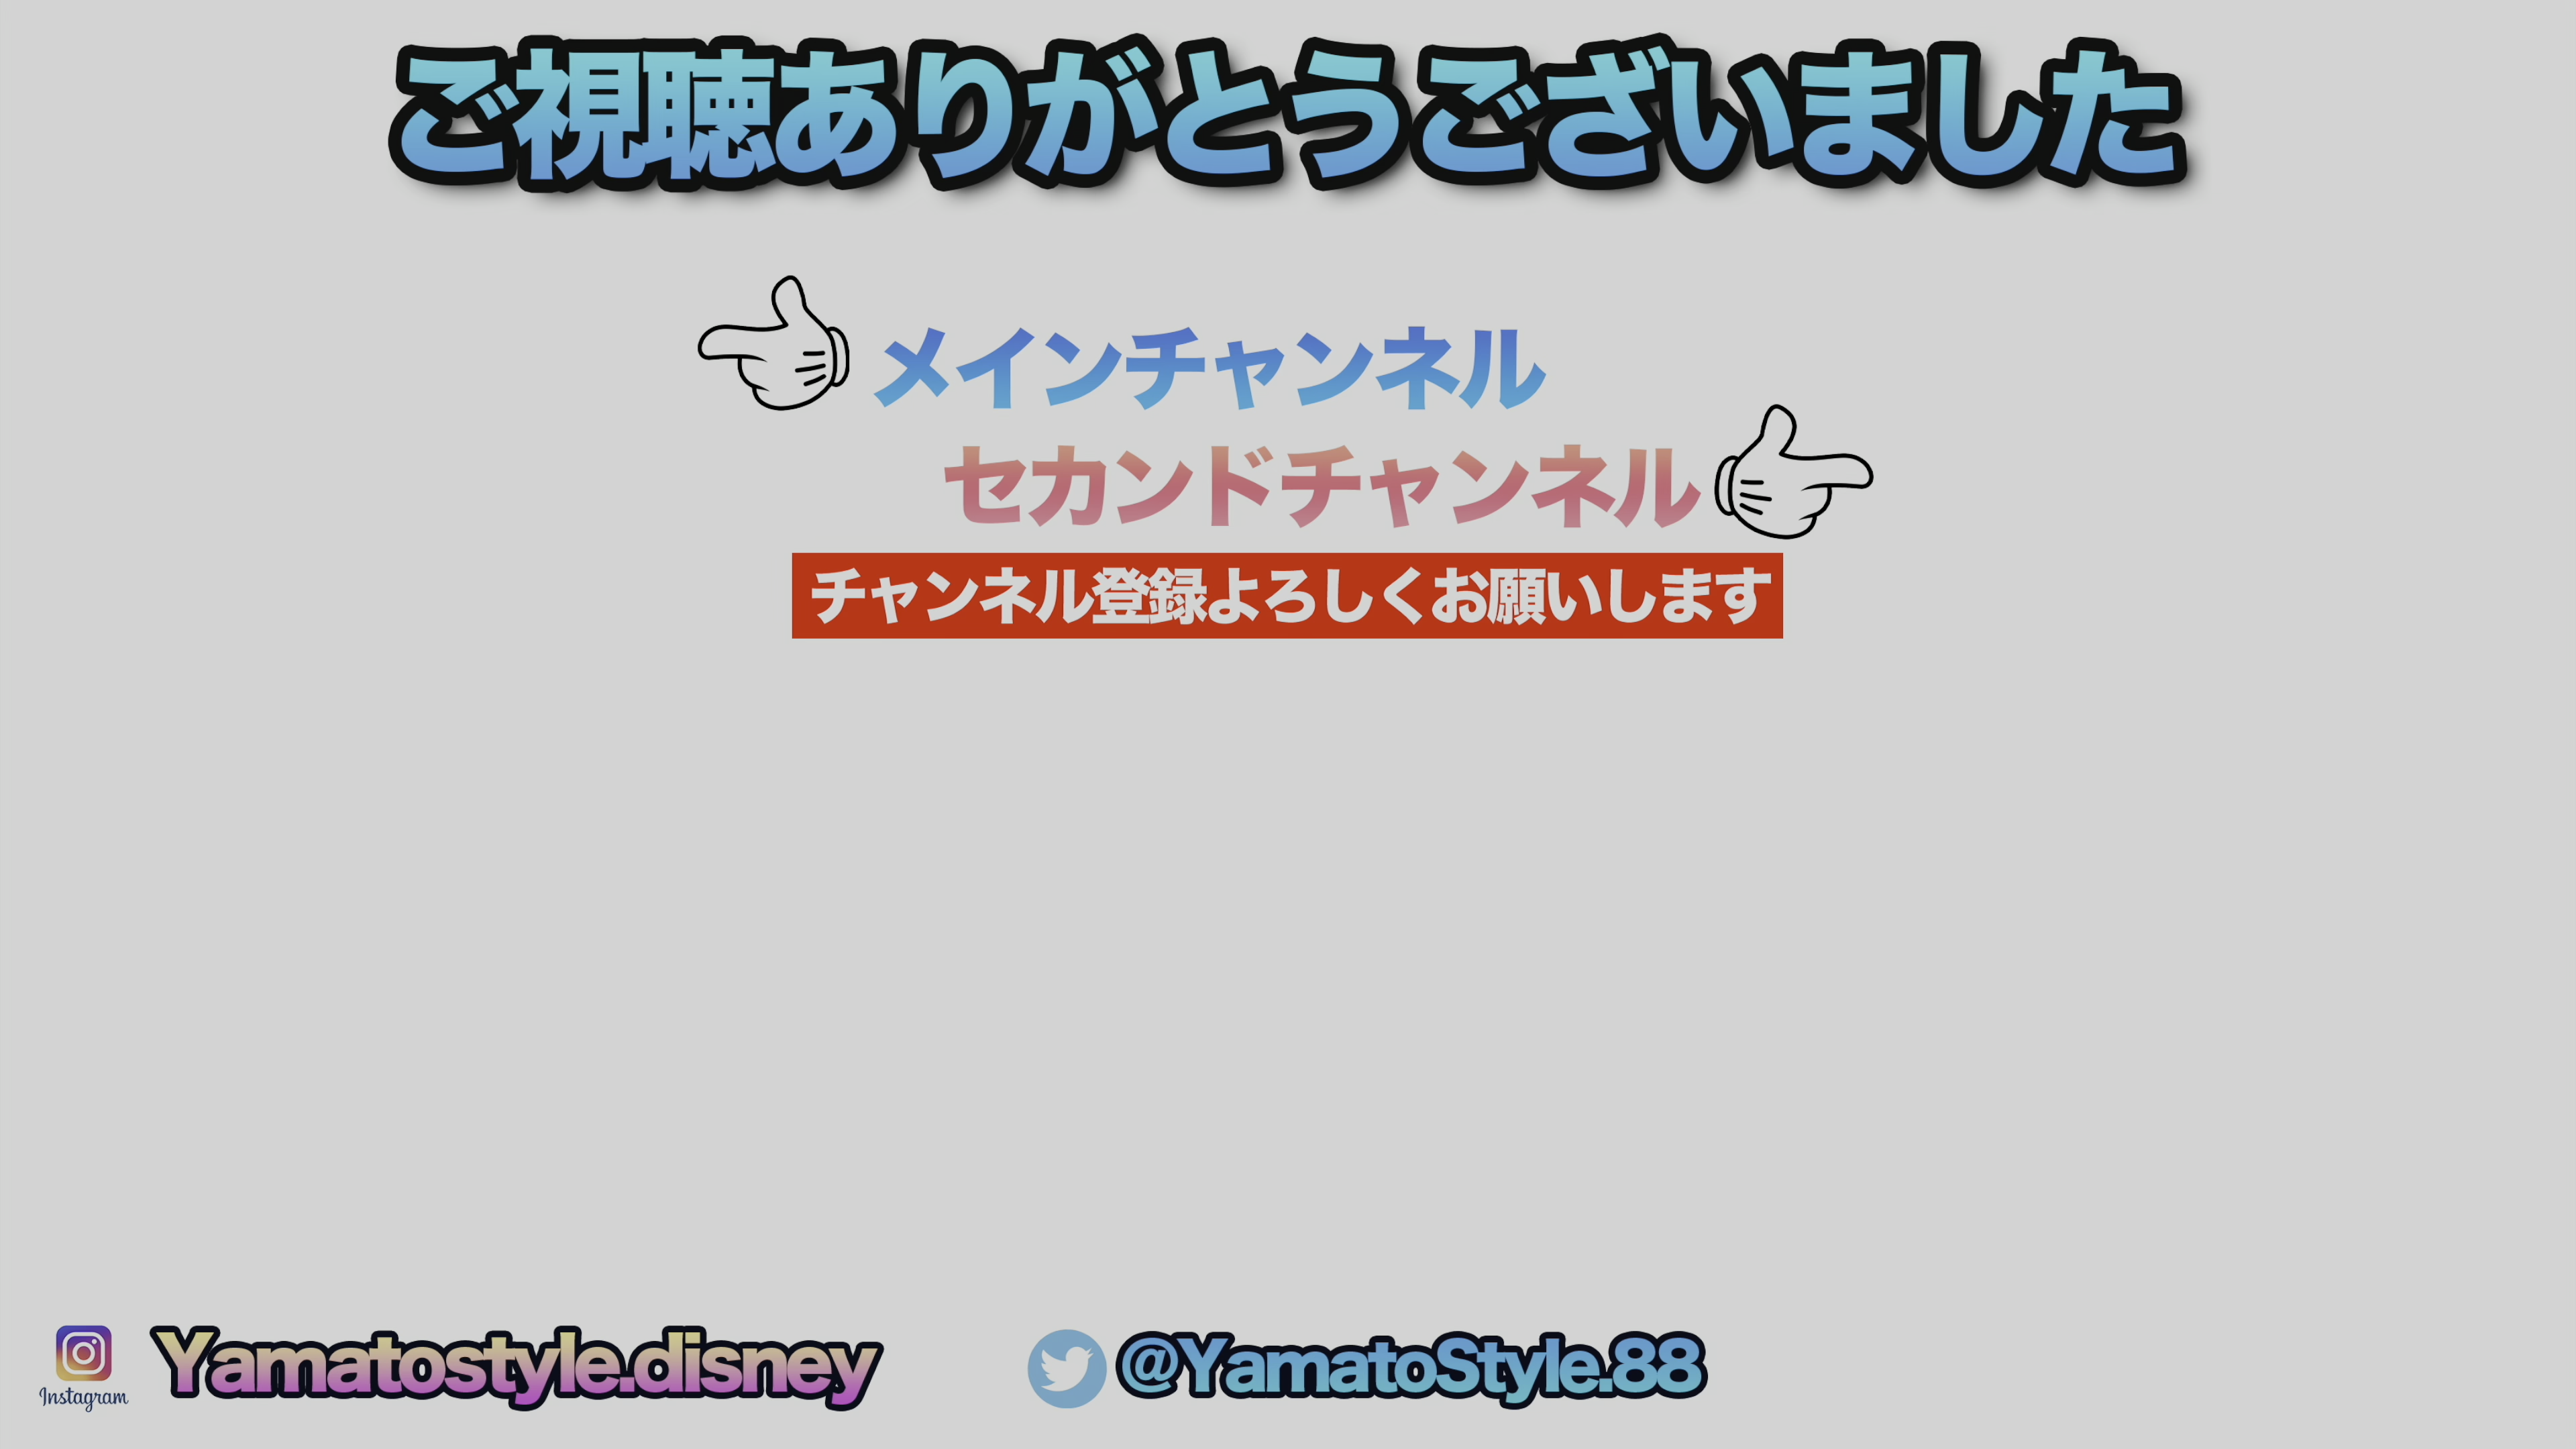 ご視聴ありがとうございました
メインチャンネル
セカンドチャンネル
チャンネル登録よろしくお願いします
Instagram
Yamatostyle.disney
@YamatoStyle.88